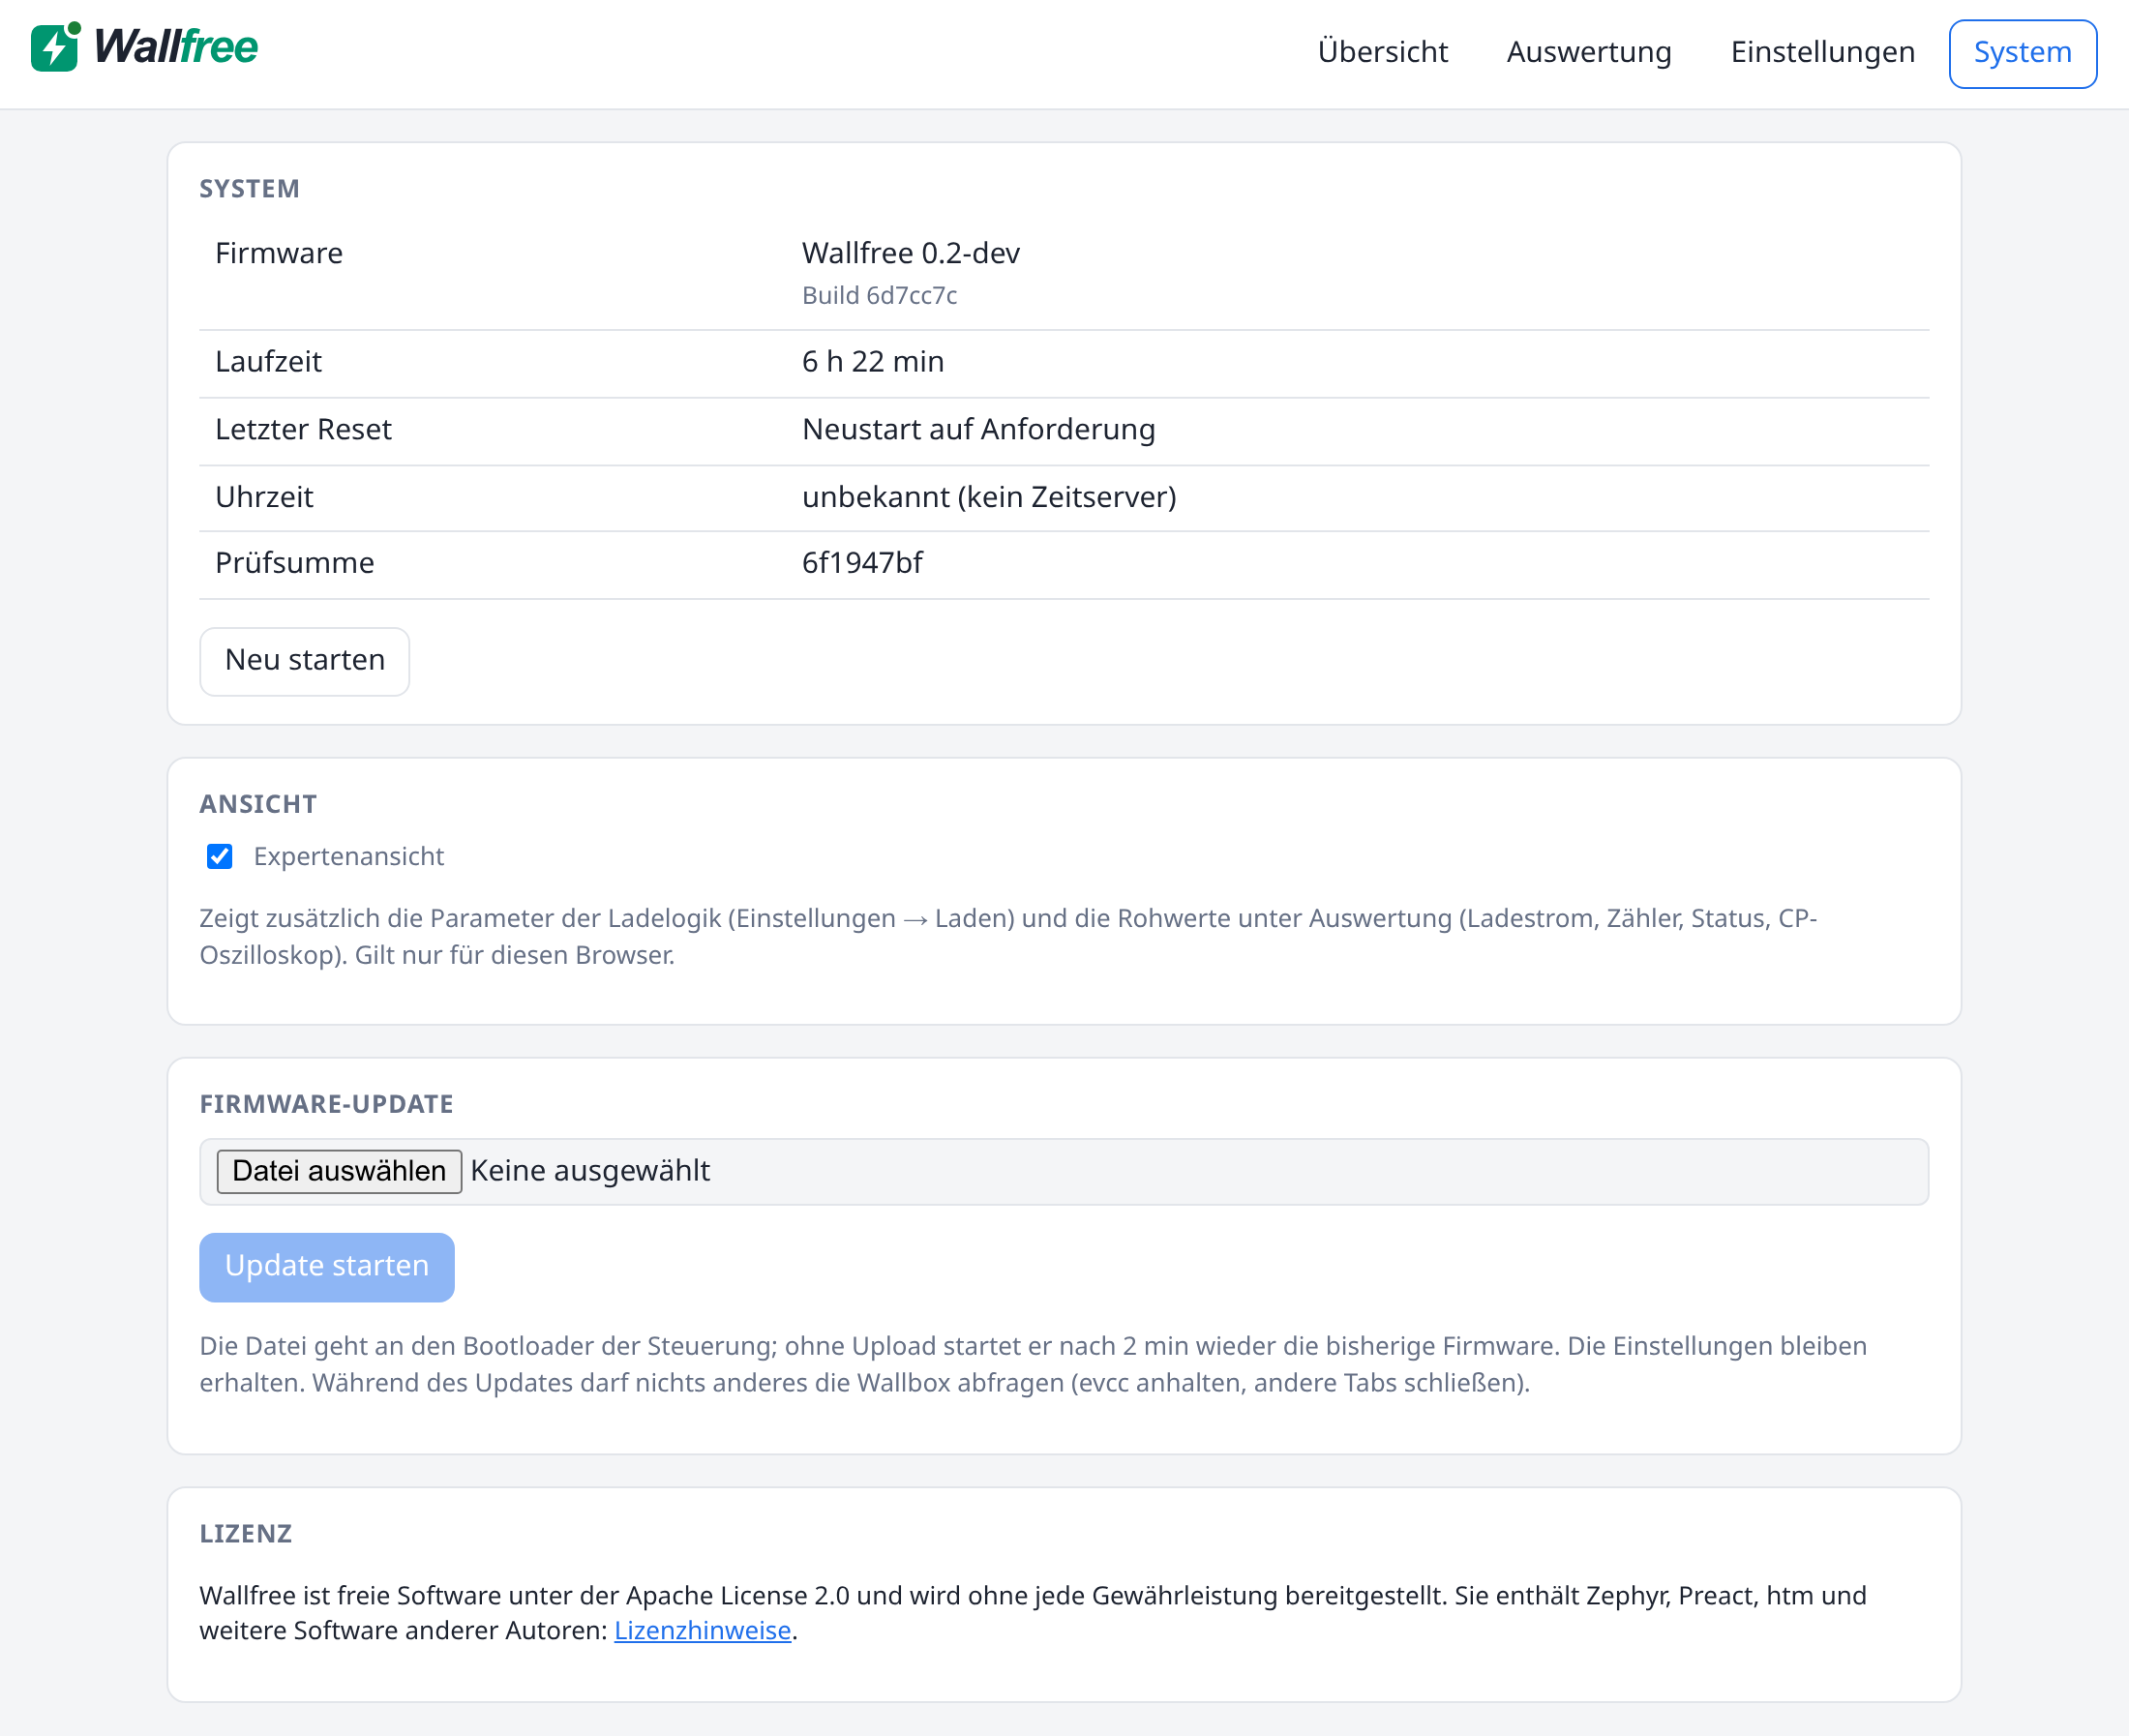 Wallfree
Übersicht Auswertung Einstellungen System
SYSTEM
Firmware Wallfree 0.2-dev
Build 6d7cc7c
Laufzeit 6 h 22 min
Letzter Reset Neustart auf Anforderung
Uhrzeit unbekannt (kein Zeitserver)
Prüfsumme 6f1947bf
Neu starten
ANSICHT
Expertenansicht
Zeigt zusätzlich die Parameter der Ladelogik (Einstellungen → Laden) und die Rohwerte unter Auswertung (Ladestrom, Zähler, Status, CP-
Oszilloskop). Gilt nur für diesen Browser.
FIRMWARE-UPDATE
Datei auswählen Keine ausgewählt
Update starten
Die Datei geht an den Bootloader der Steuerung; ohne Upload startet er nach 2 min wieder die bisherige Firmware. Die Einstellungen bleiben
erhalten. Während des Updates darf nichts anderes die Wallbox abfragen (evcc anhalten, andere Tabs schließen).
LIZENZ
Wallfree ist freie Software unter der Apache License 2.0 und wird ohne jede Gewährleistung bereitgestellt. Sie enthält Zephyr, Preact, htm und
weitere Software anderer Autoren: Lizenzhinweise.